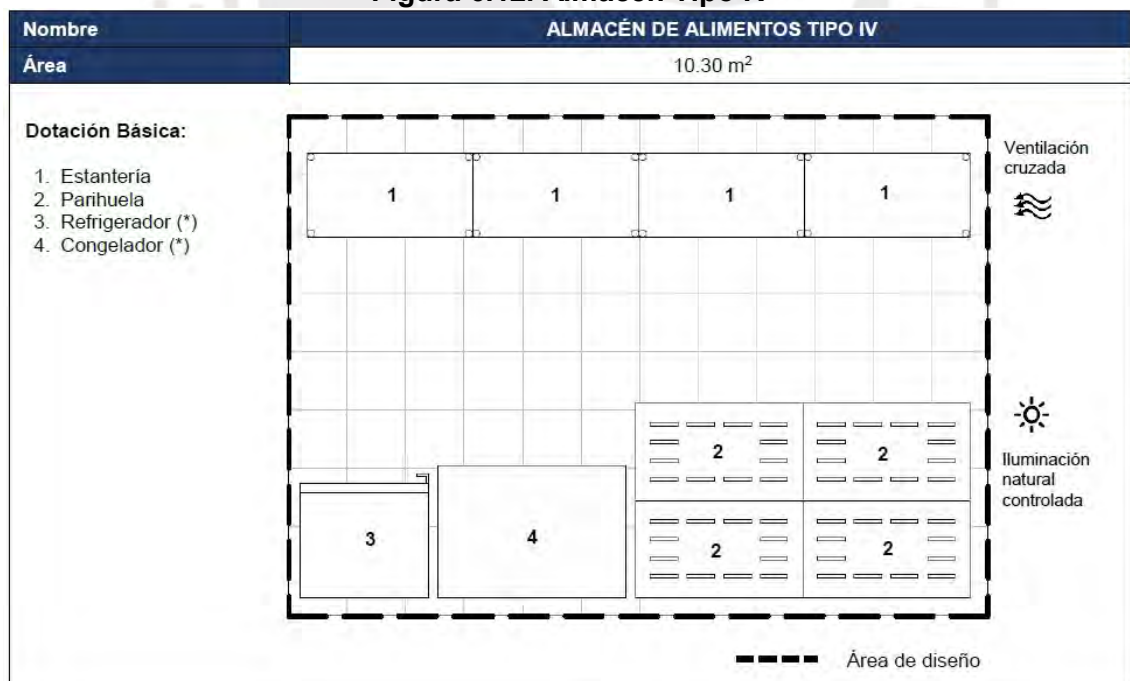 Nombre
ALMACÉN DE ALIMENTOS TIPO IV
Área
10.30 m²
Dotación Básica:
1. Estantería
2. Parihuela
3. Refrigerador (*)
4. Congelador (*)
Ventilación
cruzada
1 1 1 1
Iluminación
natural
controlada
2 2
3 4 2 2
Área de diseño